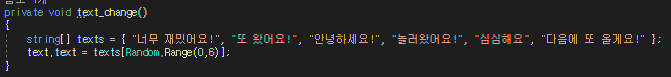 private void text_change()
{
string[] texts = { "너무 재밌어요!", "또 왔어요!", "안녕하세요!", "놀러왔어요!", "심심해요", "다음에 또 올게요!" };
text.text = texts[Random.Range(0,6)];
}